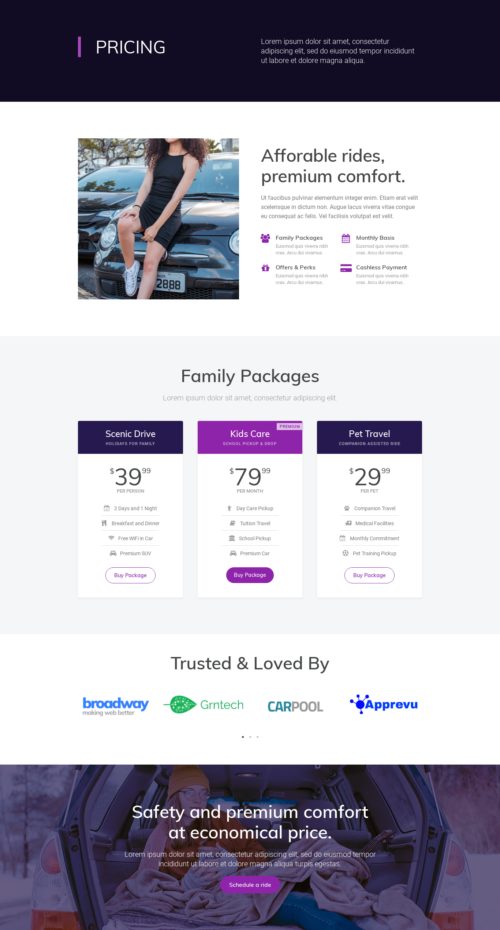 PRICING
Lorem ipsum dolor sit amet, consectetur
adipiscing elit, sed do eiusmod tempor incididunt
ut labore et dolore magna aliqua.
Afforable rides,
premium comfort.
Ut faucibus pulvinar elementum integer enim. Etiam erat velit
scelerisque in dictum non. Augue lacus viverra vitae congue
eu consequat ac felis. Vel facilisis volutpat est velit.
Family Packages
Euismod quis viverra nibh
cras. Arcu dui vivamus.
Monthly Basis
Euismod quis viverra nibh
cras. Arcu dui vivamus.
Offers & Perks
Euismod quis viverra nibh
cras. Arcu dui vivamus.
Cashless Payment
Euismod quis viverra nibh
cras. Arcu dui vivamus.
2888
Family Packages
Lorem ipsum dolor sit amet, consectetur adipiscing elit.
Scenic Drive
HOLIDAYS FOR FAMILY
$39.99
PER PERSON
2 Days and 1 Night
Breakfast and Dinner
Free WiFi in Car
Premium SUV
Buy Package
PREMIUM
Kids Care
SCHOOL PICKUP & DROP
$79.99
PER MONTH
Day Care Pickup
Tuition Travel
School Pickup
Premium Car
Buy Package
Pet Travel
COMPANION ASSISTED RIDE
$29.99
PER PET
Companion Travel
Medical Facilities
Monthly Commitment
Pet Training Pickup
Buy Package
Trusted & Loved By
broadway
making web better
Grntech
CARPOOL
Apprevu
Safety and premium comfort
at economical price.
Lorem ipsum dolor sit amet, consectetur adipiscing elit, sed do eiusmod tempor
incididunt ut labore et dolore magna aliqua turpis egestas.
Schedule a ride